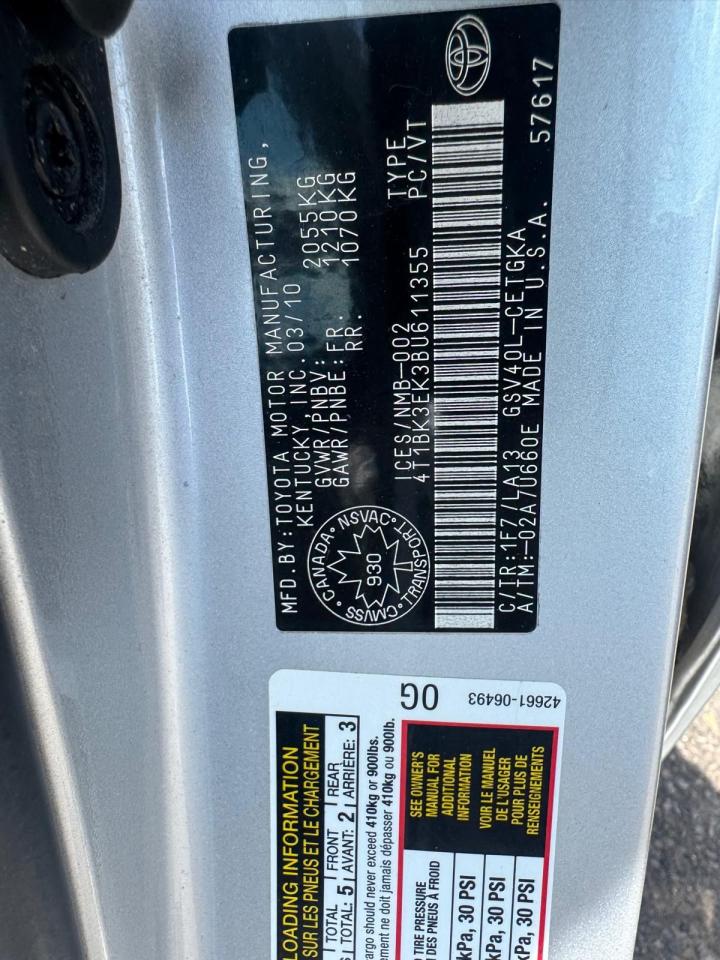 MFD.BY:TOYOTA MOTOR MANUFACTURING,
KENTUCKY, INC. 03/10
GVWR/PNBV: 2055KG
GAWR/PNBE:FR. 1210KG
RR. 1070KG
CANADA · NSVAC · TRANSPORT · CMVSS
930
ICES/NMB-002 TYPE
4T1BK3EK3BU611355 PC/VT
C/TR:1F7/LA13 GSV40L-CETGKA
A/TM:-02A/U660E MADE IN U.S.A.
57617
OG
42661-06493
LOADING INFORMATION
SUR LES PNEUS ET LE CHARGEMENT
TOTAL FRONT REAR
TOTAL: 5 AVANT: 2 ARRIÈRE: 3
cargo should never exceed 410kg or 900lbs.
ne doit jamais dépasser 410kg ou 900lb.
TIRE PRESSURE
DES PNEUS À FROID
kPa, 30 PSI
kPa, 30 PSI
kPa, 30 PSI
SEE OWNER'S
MANUAL FOR
ADDITIONAL
INFORMATION
VOIR LE MANUEL
DE L'USAGER
POUR PLUS DE
RENSEIGNEMENTS